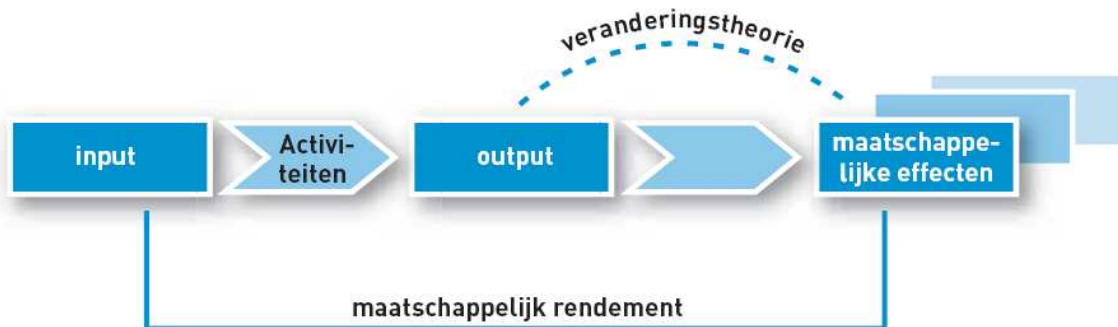 veranderingstheorie
input
Activi-
teiten
output
maatschappe-
lijke effecten
maatschappelijk rendement